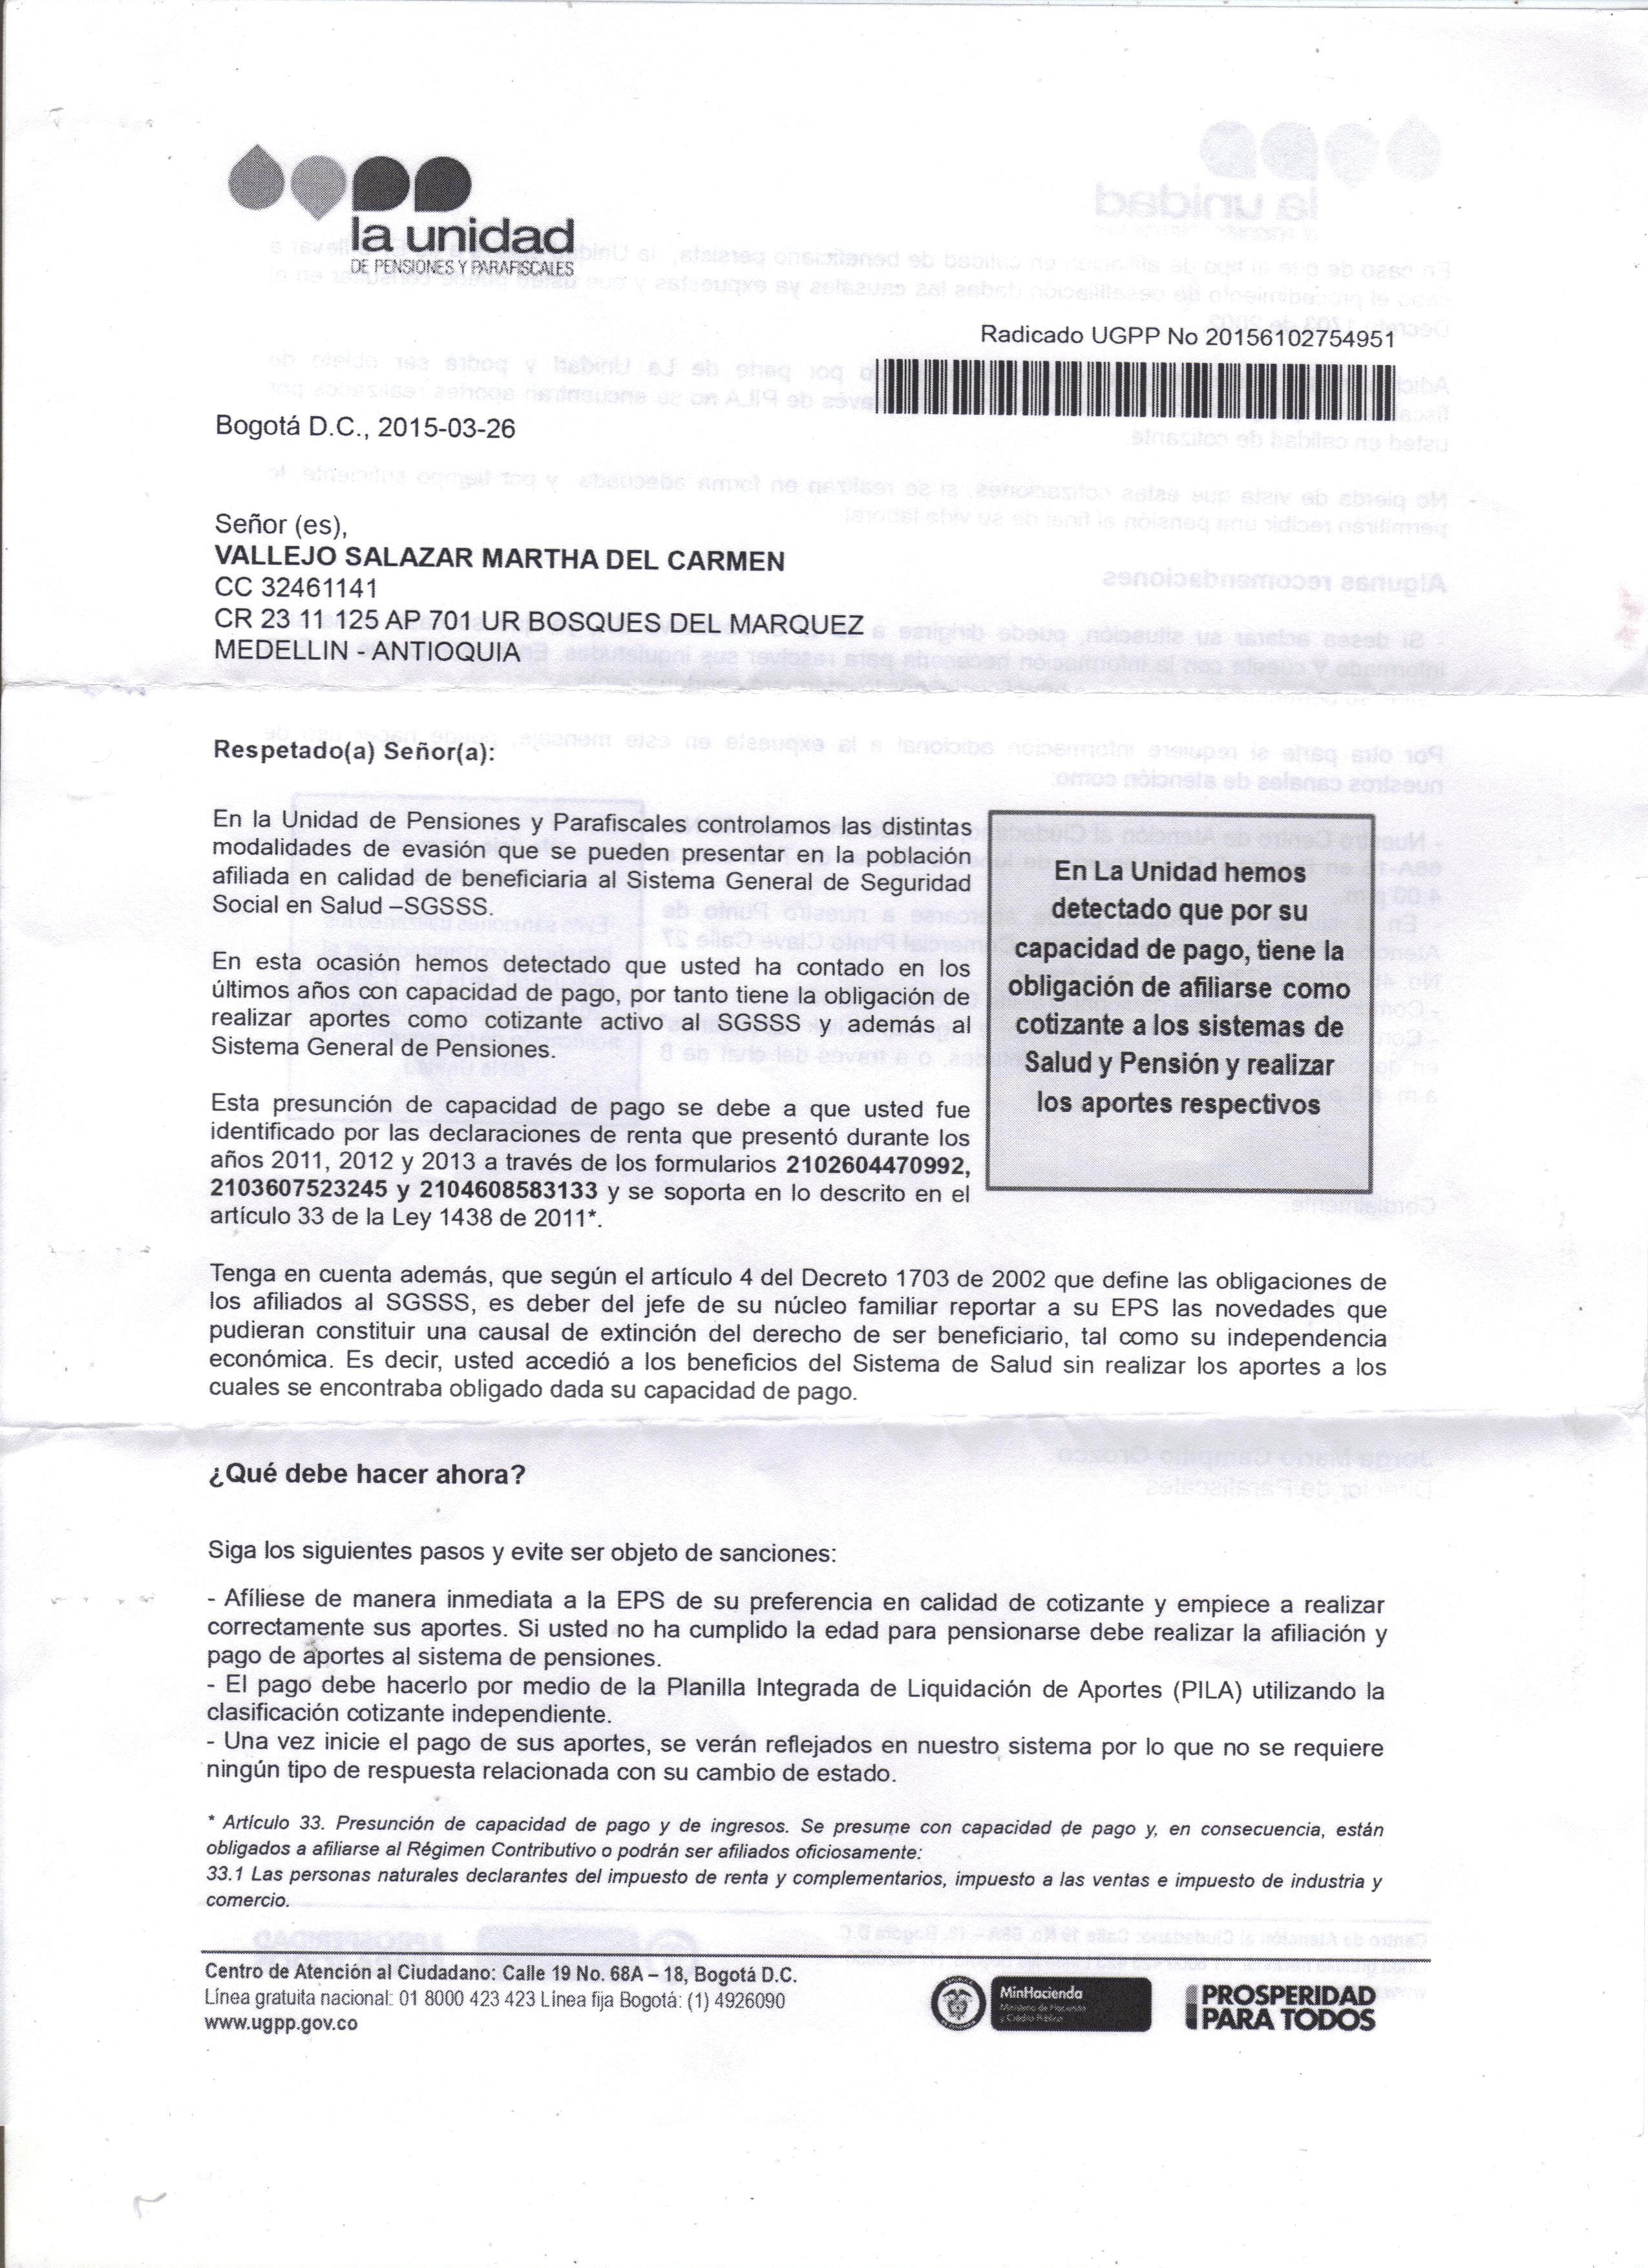 la unidad
DE PENSIONES Y PARAFISCALES
Radicado UGPP No 20156102754951
Bogotá D.C., 2015-03-26
Señor (es),
VALLEJO SALAZAR MARTHA DEL CARMEN
CC 32461141
CR 23 11 125 AP 701 UR BOSQUES DEL MARQUEZ
MEDELLIN - ANTIOQUIA
Respetado(a) Señor(a):
En la Unidad de Pensiones y Parafiscales controlamos las distintas
modalidades de evasión que se pueden presentar en la población
afiliada en calidad de beneficiaria al Sistema General de Seguridad
Social en Salud –SGSSS.
En esta ocasión hemos detectado que usted ha contado en los
últimos años con capacidad de pago, por tanto tiene la obligación de
realizar aportes como cotizante activo al SGSSS y además al
Sistema General de Pensiones.
Esta presunción de capacidad de pago se debe a que usted fue
identificado por las declaraciones de renta que presentó durante los
años 2011, 2012 y 2013 a través de los formularios 2102604470992,
2103607523245 y 2104608583133 y se soporta en lo descrito en el
artículo 33 de la Ley 1438 de 2011*.
En La Unidad hemos
detectado que por su
capacidad de pago, tiene la
obligación de afiliarse como
cotizante a los sistemas de
Salud y Pensión y realizar
los aportes respectivos
Tenga en cuenta además, que según el artículo 4 del Decreto 1703 de 2002 que define las obligaciones de
los afiliados al SGSSS, es deber del jefe de su núcleo familiar reportar a su EPS las novedades que
pudieran constituir una causal de extinción del derecho de ser beneficiario, tal como su independencia
económica. Es decir, usted accedió a los beneficios del Sistema de Salud sin realizar los aportes a los
cuales se encontraba obligado dada su capacidad de pago.
¿Qué debe hacer ahora?
Siga los siguientes pasos y evite ser objeto de sanciones:
- Afíliese de manera inmediata a la EPS de su preferencia en calidad de cotizante y empiece a realizar
correctamente sus aportes. Si usted no ha cumplido la edad para pensionarse debe realizar la afiliación y
pago de aportes al sistema de pensiones.
- El pago debe hacerlo por medio de la Planilla Integrada de Liquidación de Aportes (PILA) utilizando la
clasificación cotizante independiente.
- Una vez inicie el pago de sus aportes, se verán reflejados en nuestro sistema por lo que no se requiere
ningún tipo de respuesta relacionada con su cambio de estado.
* Artículo 33. Presunción de capacidad de pago y de ingresos. Se presume con capacidad de pago y, en consecuencia, están
obligados a afiliarse al Régimen Contributivo o podrán ser afiliados oficiosamente:
33.1 Las personas naturales declarantes del impuesto de renta y complementarios, impuesto a las ventas e impuesto de industria y
comercio.
Centro de Atención al Ciudadano: Calle 19 No. 68A – 18, Bogotá D.C.
Línea gratuita nacional: 01 8000 423 423 Línea fija Bogotá: (1) 4926090
www.ugpp.gov.co
MinHacienda
Ministerio de Hacienda
y Crédito Público
PROSPERIDAD
PARA TODOS